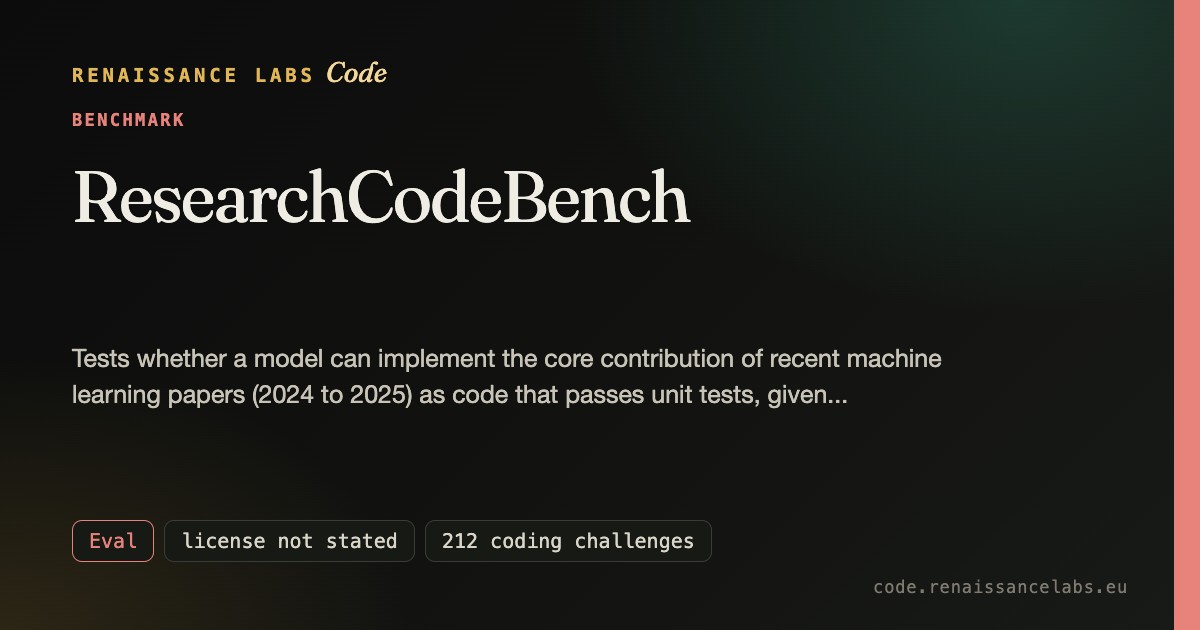 RENAISSANCE LABS Code
BENCHMARK
ResearchCodeBench
Tests whether a model can implement the core contribution of recent machine
learning papers (2024 to 2025) as code that passes unit tests, given...
Eval
license not stated
212 coding challenges
code.renaissancelabs.eu